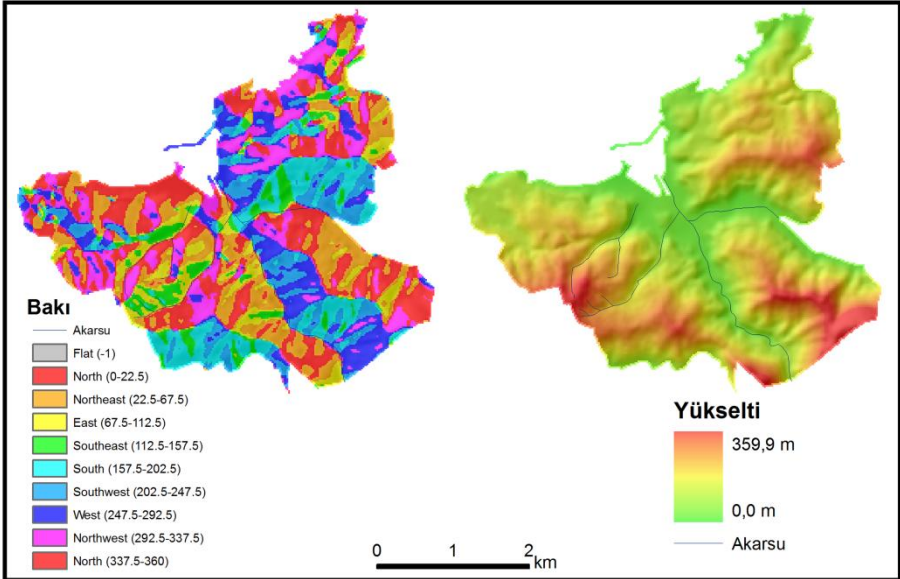 Bakı
Akarsu
Flat (-1)
North (0-22.5)
Northeast (22.5-67.5)
East (67.5-112.5)
Southeast (112.5-157.5)
South (157.5-202.5)
Southwest (202.5-247.5)
West (247.5-292.5)
Northwest (292.5-337.5)
North (337.5-360)
0 1 2
km
Yükselti
359,9 m
0,0 m
Akarsu